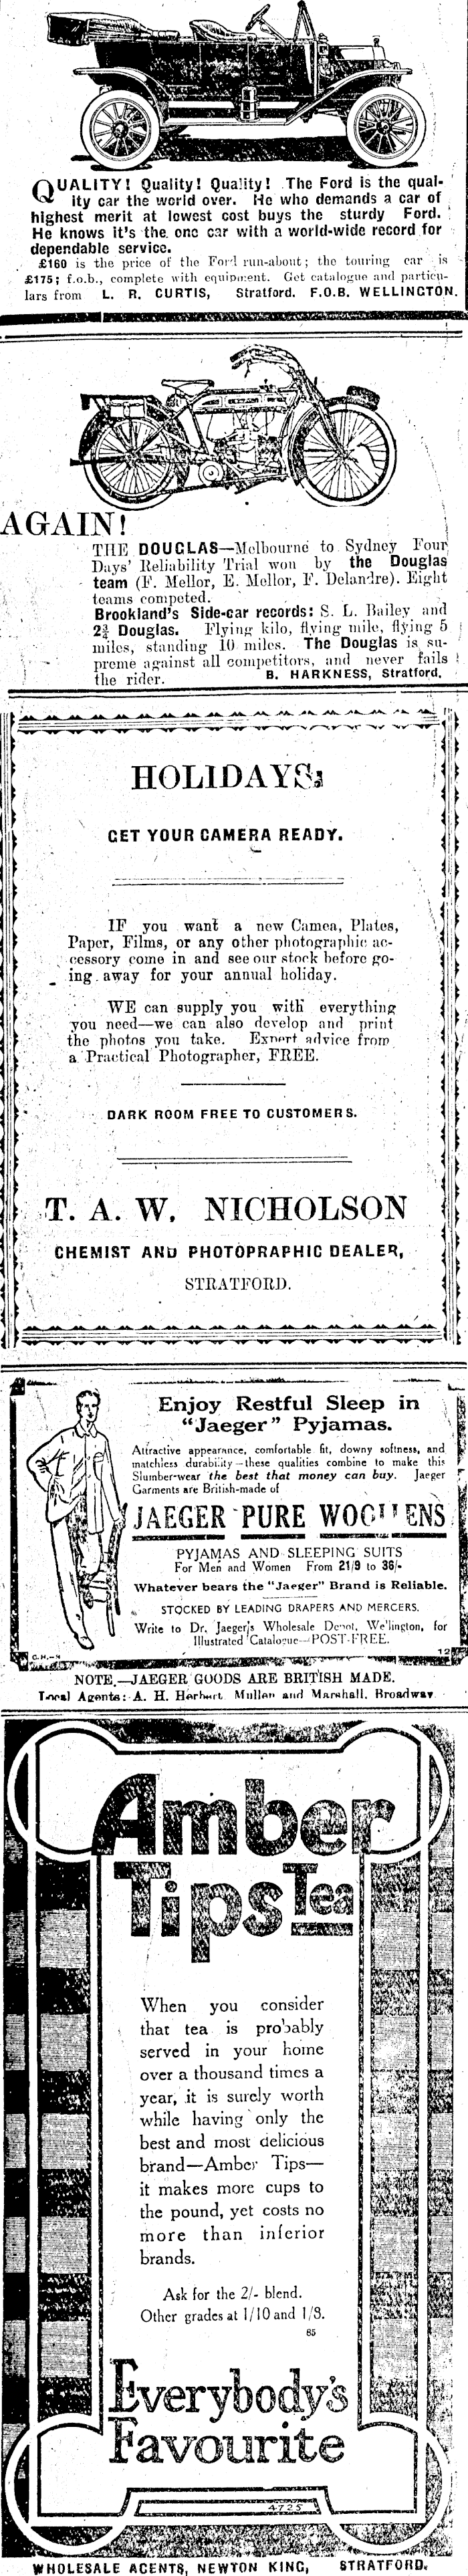 QUALITY! Quality! Quality! The Ford is the qual-
ity car the world over. He who demands a car of
highest merit at lowest cost buys the sturdy Ford.
He knows it's the one car with a world-wide record for
dependable service.
£160 is the price of the Ford run-about; the touring car is
£175; f.o.b., complete with equipment. Get catalogue and particu-
lars from L. R. CURTIS, Stratford. F.O.B. WELLINGTON.
AGAIN!
THE DOUGLAS—Melbourne to Sydney Four
Days' Reliability Trial won by the Douglas
team (F. Mellor, E. Mellor, F. Delandre). Eight
teams competed.
Brookland's Side-car records: S. L. Bailey and
2¾ Douglas. Flying kilo, flying mile, flying 5
miles, standing 10 miles. The Douglas is su-
preme against all competitors, and never fails
the rider. B. HARKNESS, Stratford.
HOLIDAYS.
GET YOUR CAMERA READY.
IF you want a new Camea, Plates,
Paper, Films, or any other photographic ac-
cessory come in and see our stock before go-
ing away for your annual holiday.
WE can supply you with everything
you need—we can also develop and print
the photos you take. Expert advice from
a Practical Photographer, FREE.
DARK ROOM FREE TO CUSTOMERS.
T. A. W. NICHOLSON
CHEMIST AND PHOTOPRAPHIC DEALER,
STRATFORD.
Enjoy Restful Sleep in
"Jaeger" Pyjamas.
Attractive appearance, comfortable fit, downy softness, and
matchless durability—these qualities combine to make this
Slumber-wear the best that money can buy. Jaeger
Garments are British-made of
JAEGER PURE WOOLLENS
PYJAMAS AND SLEEPING SUITS
For Men and Women From 21/9 to 36/-
Whatever bears the "Jaeger" Brand is Reliable.
STOCKED BY LEADING DRAPERS AND MERCERS.
Write to Dr. Jaeger's Wholesale Depot, Wellington, for
Illustrated Catalogue—POST-FREE.
12
NOTE.—JAEGER GOODS ARE BRITISH MADE.
Local Agents: A. H. Herbert, Mullen and Marshall, Broadway
Amber
Tips Tea
When you consider
that tea is probably
served in your home
over a thousand times a
year, it is surely worth
while having only the
best and most delicious
brand—Amber Tips—
it makes more cups to
the pound, yet costs no
more than inferior
brands.
Ask for the 2/- blend.
Other grades at 1/10 and 1/8.
85
Everybody's
Favourite
4725
WHOLESALE AGENTS, NEWTON KING, STRATFORD.